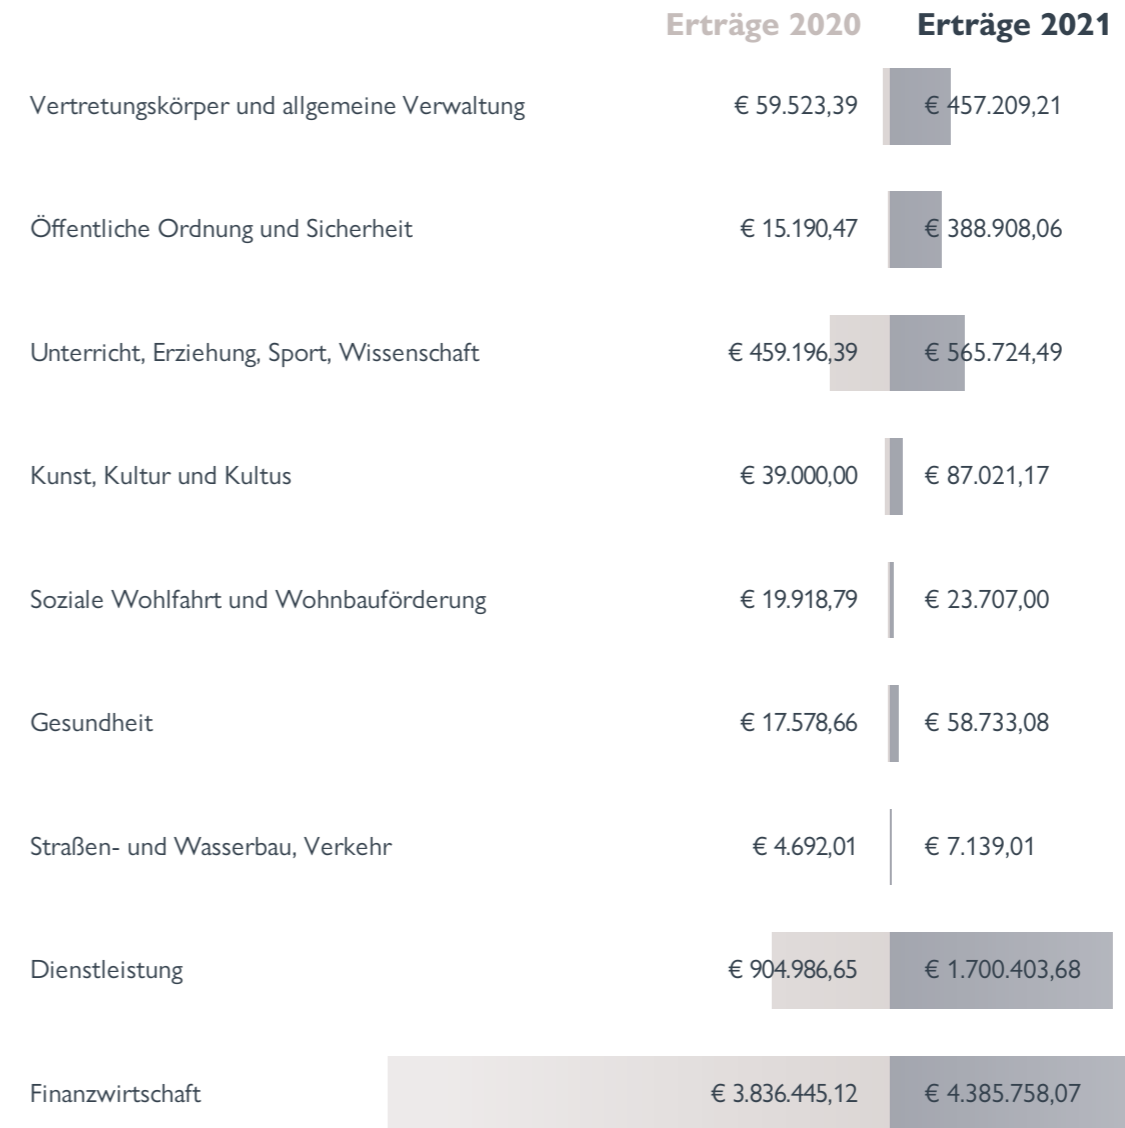 Erträge 2020 Erträge 2021
Vertretungskörper und allgemeine Verwaltung € 59.523,39 € 457.209,21
Öffentliche Ordnung und Sicherheit € 15.190,47 € 388.908,06
Unterricht, Erziehung, Sport, Wissenschaft € 459.196,39 € 565.724,49
Kunst, Kultur und Kultus € 39.000,00 € 87.021,17
Soziale Wohlfahrt und Wohnbauförderung € 19.918,79 € 23.707,00
Gesundheit € 17.578,66 € 58.733,08
Straßen- und Wasserbau, Verkehr € 4.692,01 € 7.139,01
Dienstleistung € 904.986,65 € 1.700.403,68
Finanzwirtschaft € 3.836.445,12 € 4.385.758,07